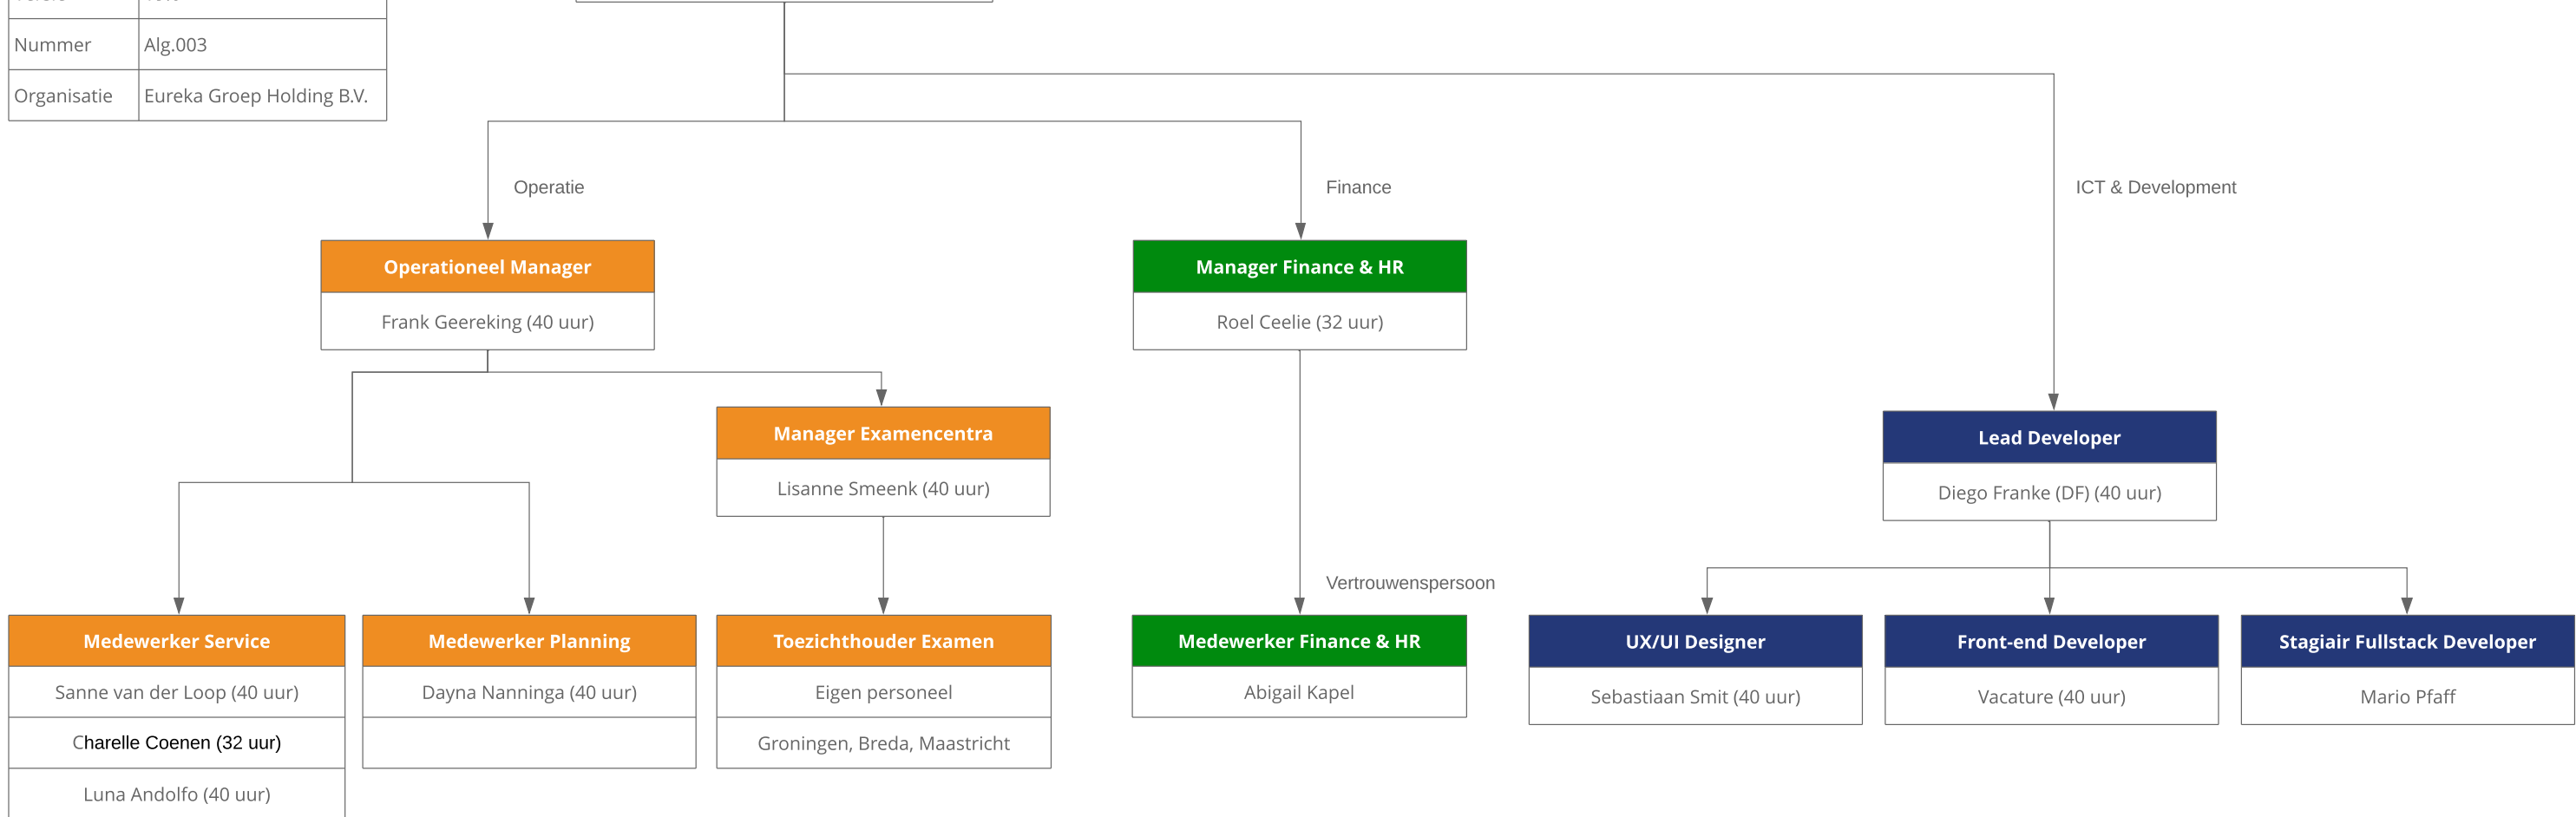 Nummer
Alg.003
Organisatie
Eureka Groep Holding B.V.
Operatie
Finance
ICT & Development
Operationeel Manager
Frank Geereking (40 uur)
Manager Finance & HR
Roel Ceelie (32 uur)
Manager Examencentra
Lisanne Smeenk (40 uur)
Lead Developer
Diego Franke (DF) (40 uur)
Vertrouwenspersoon
Medewerker Service
Sanne van der Loop (40 uur)
Charelle Coenen (32 uur)
Luna Andolfo (40 uur)
Medewerker Planning
Dayna Nanninga (40 uur)
Toezichthouder Examen
Eigen personeel
Groningen, Breda, Maastricht
Medewerker Finance & HR
Abigail Kapel
UX/UI Designer
Sebastiaan Smit (40 uur)
Front-end Developer
Vacature (40 uur)
Stagiair Fullstack Developer
Mario Pfaff